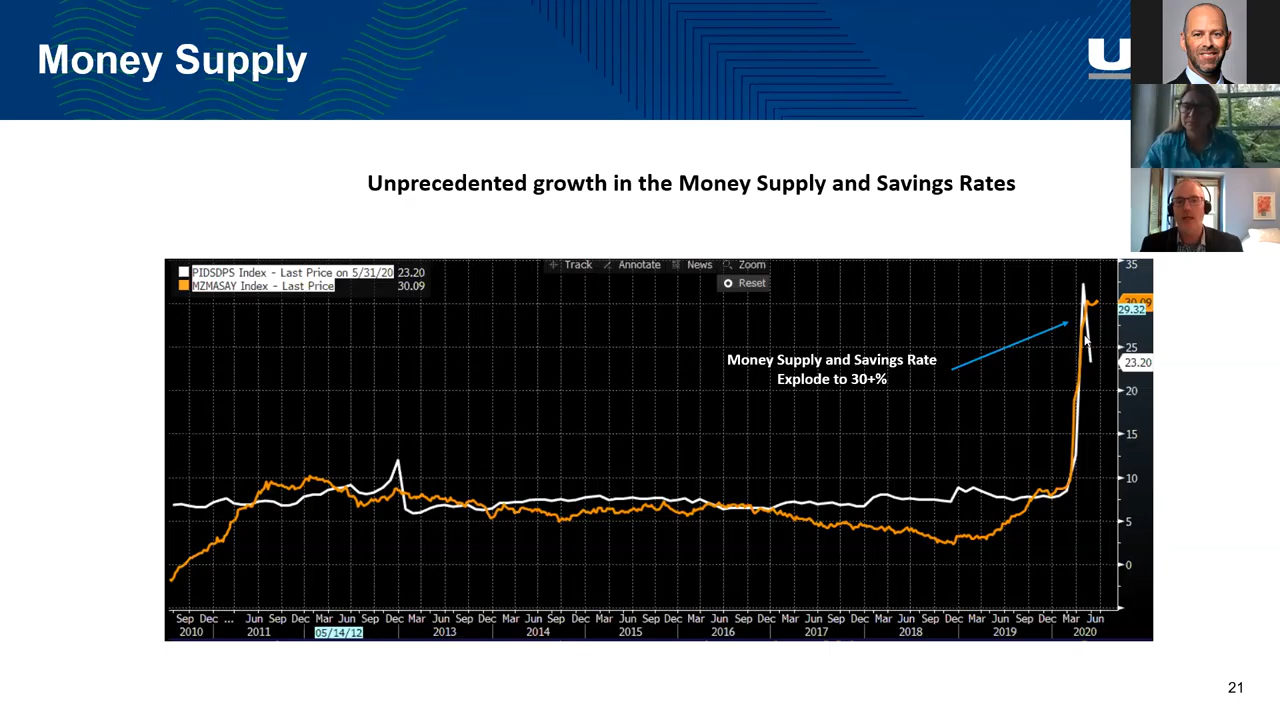 Money Supply
U
Unprecedented growth in the Money Supply and Savings Rates
PIDSDPS Index - Last Price on 5/31/20 23.20
MZMASAY Index - Last Price 30.09
Track Annotate News Zoom
Reset
Money Supply and Savings Rate
Explode to 30+%
35
30.09
29.32
25
23.20
20
15
10
5
0
Sep Dec ... Jun Sep Dec Mar Jun Sep Dec Mar Jun Sep Dec Mar Jun Sep Dec Mar Jun Sep Dec Mar Jun Sep Dec Mar Jun Sep Dec Mar Jun Sep Dec Mar Jun Sep Dec Mar Jun
2010 2011 05/14/12 2013 2014 2015 2016 2017 2018 2019 2020
21